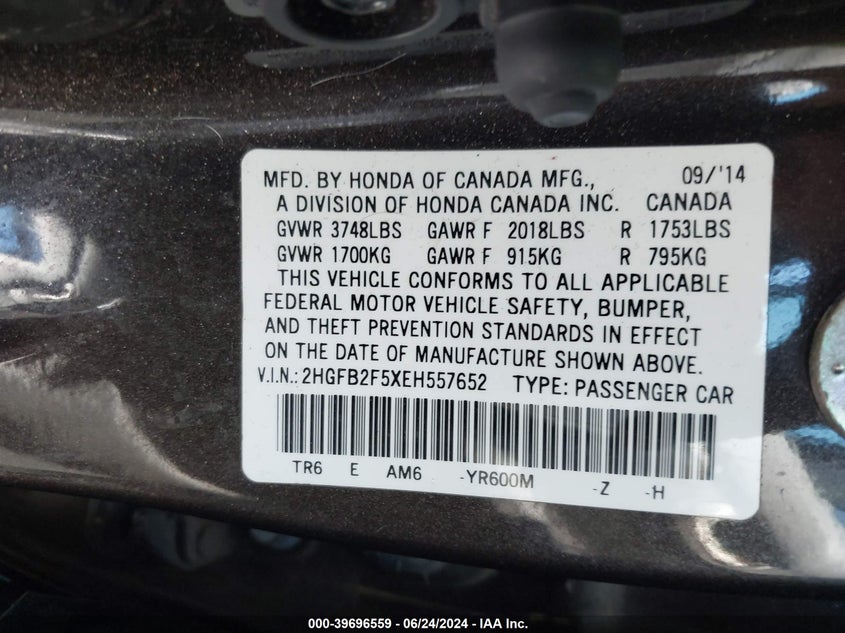 MFD. BY HONDA OF CANADA MFG., 09/'14
A DIVISION OF HONDA CANADA INC. CANADA
GVWR 3748LBS GAWR F 2018LBS R 1753LBS
GVWR 1700KG GAWR F 915KG R 795KG
THIS VEHICLE CONFORMS TO ALL APPLICABLE
FEDERAL MOTOR VEHICLE SAFETY, BUMPER,
AND THEFT PREVENTION STANDARDS IN EFFECT
ON THE DATE OF MANUFACTURE SHOWN ABOVE.
V.I.N.: 2HGFB2F5XEH557652 TYPE: PASSENGER CAR
TR6 E AM6 -YR600M -Z -H
000-39696559 / 06/24/2024 - IAA Inc.